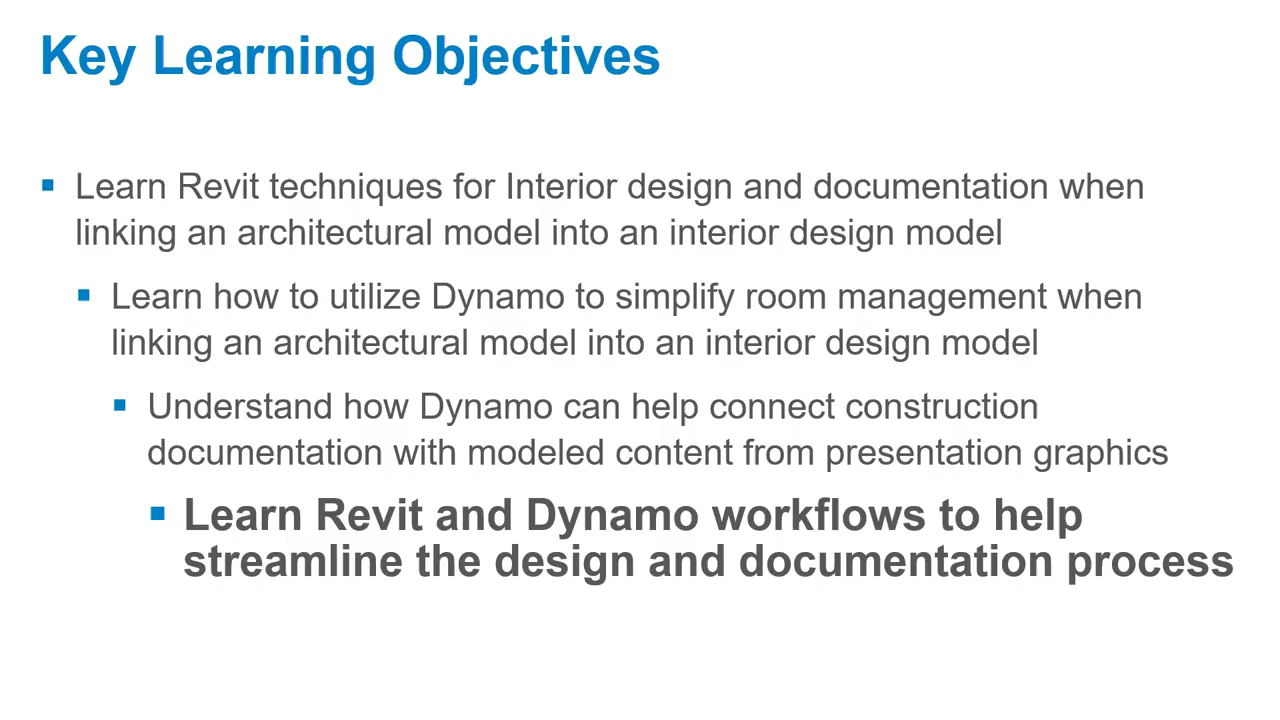 Key Learning Objectives
Learn Revit techniques for Interior design and documentation when
linking an architectural model into an interior design model
Learn how to utilize Dynamo to simplify room management when
linking an architectural model into an interior design model
Understand how Dynamo can help connect construction
documentation with modeled content from presentation graphics
Learn Revit and Dynamo workflows to help
streamline the design and documentation process